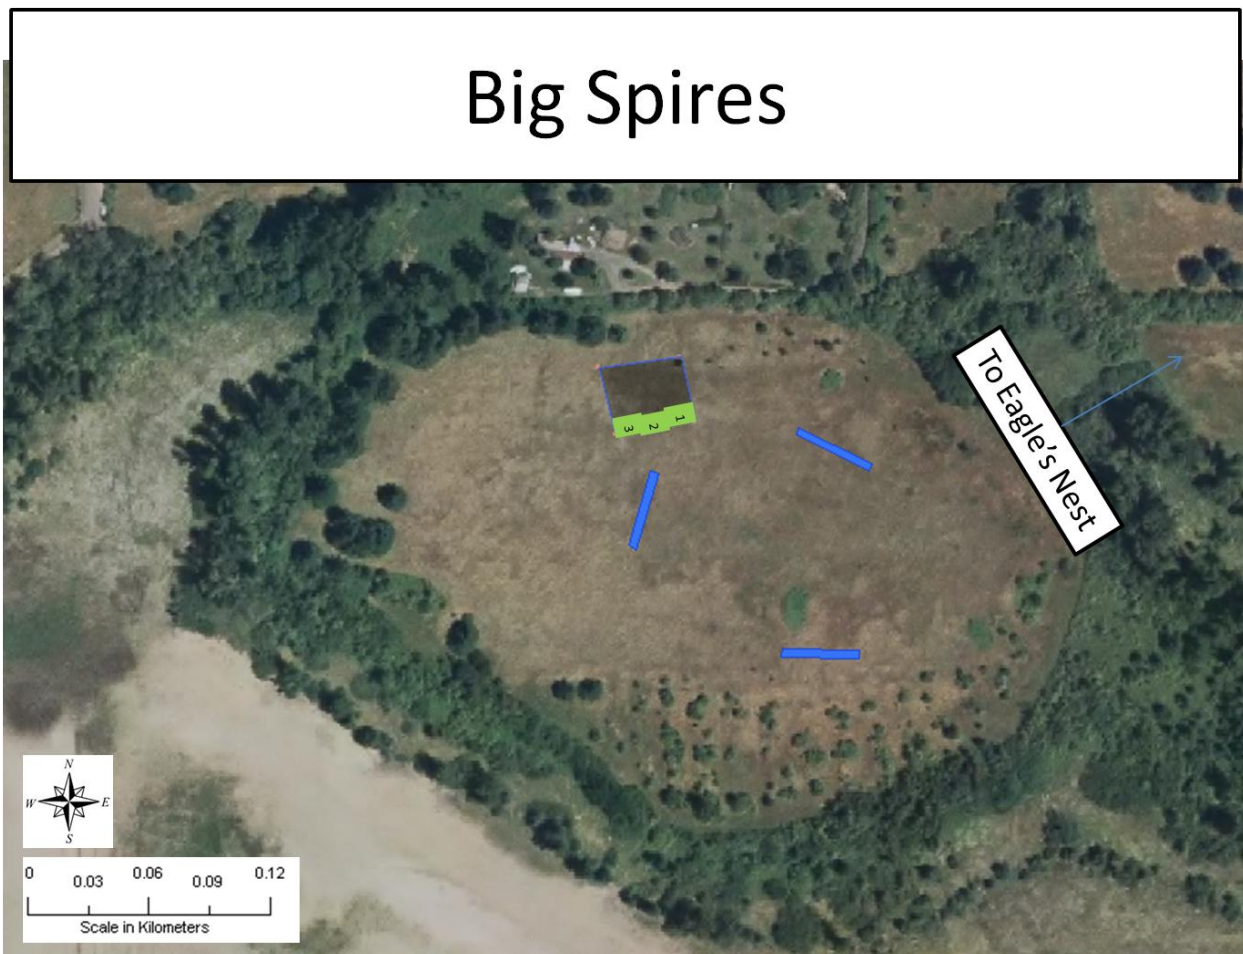 Big Spires
To Eagle's Nest
3 2 1
N
W E
S
0 0.03 0.06 0.09 0.12
Scale in Kilometers